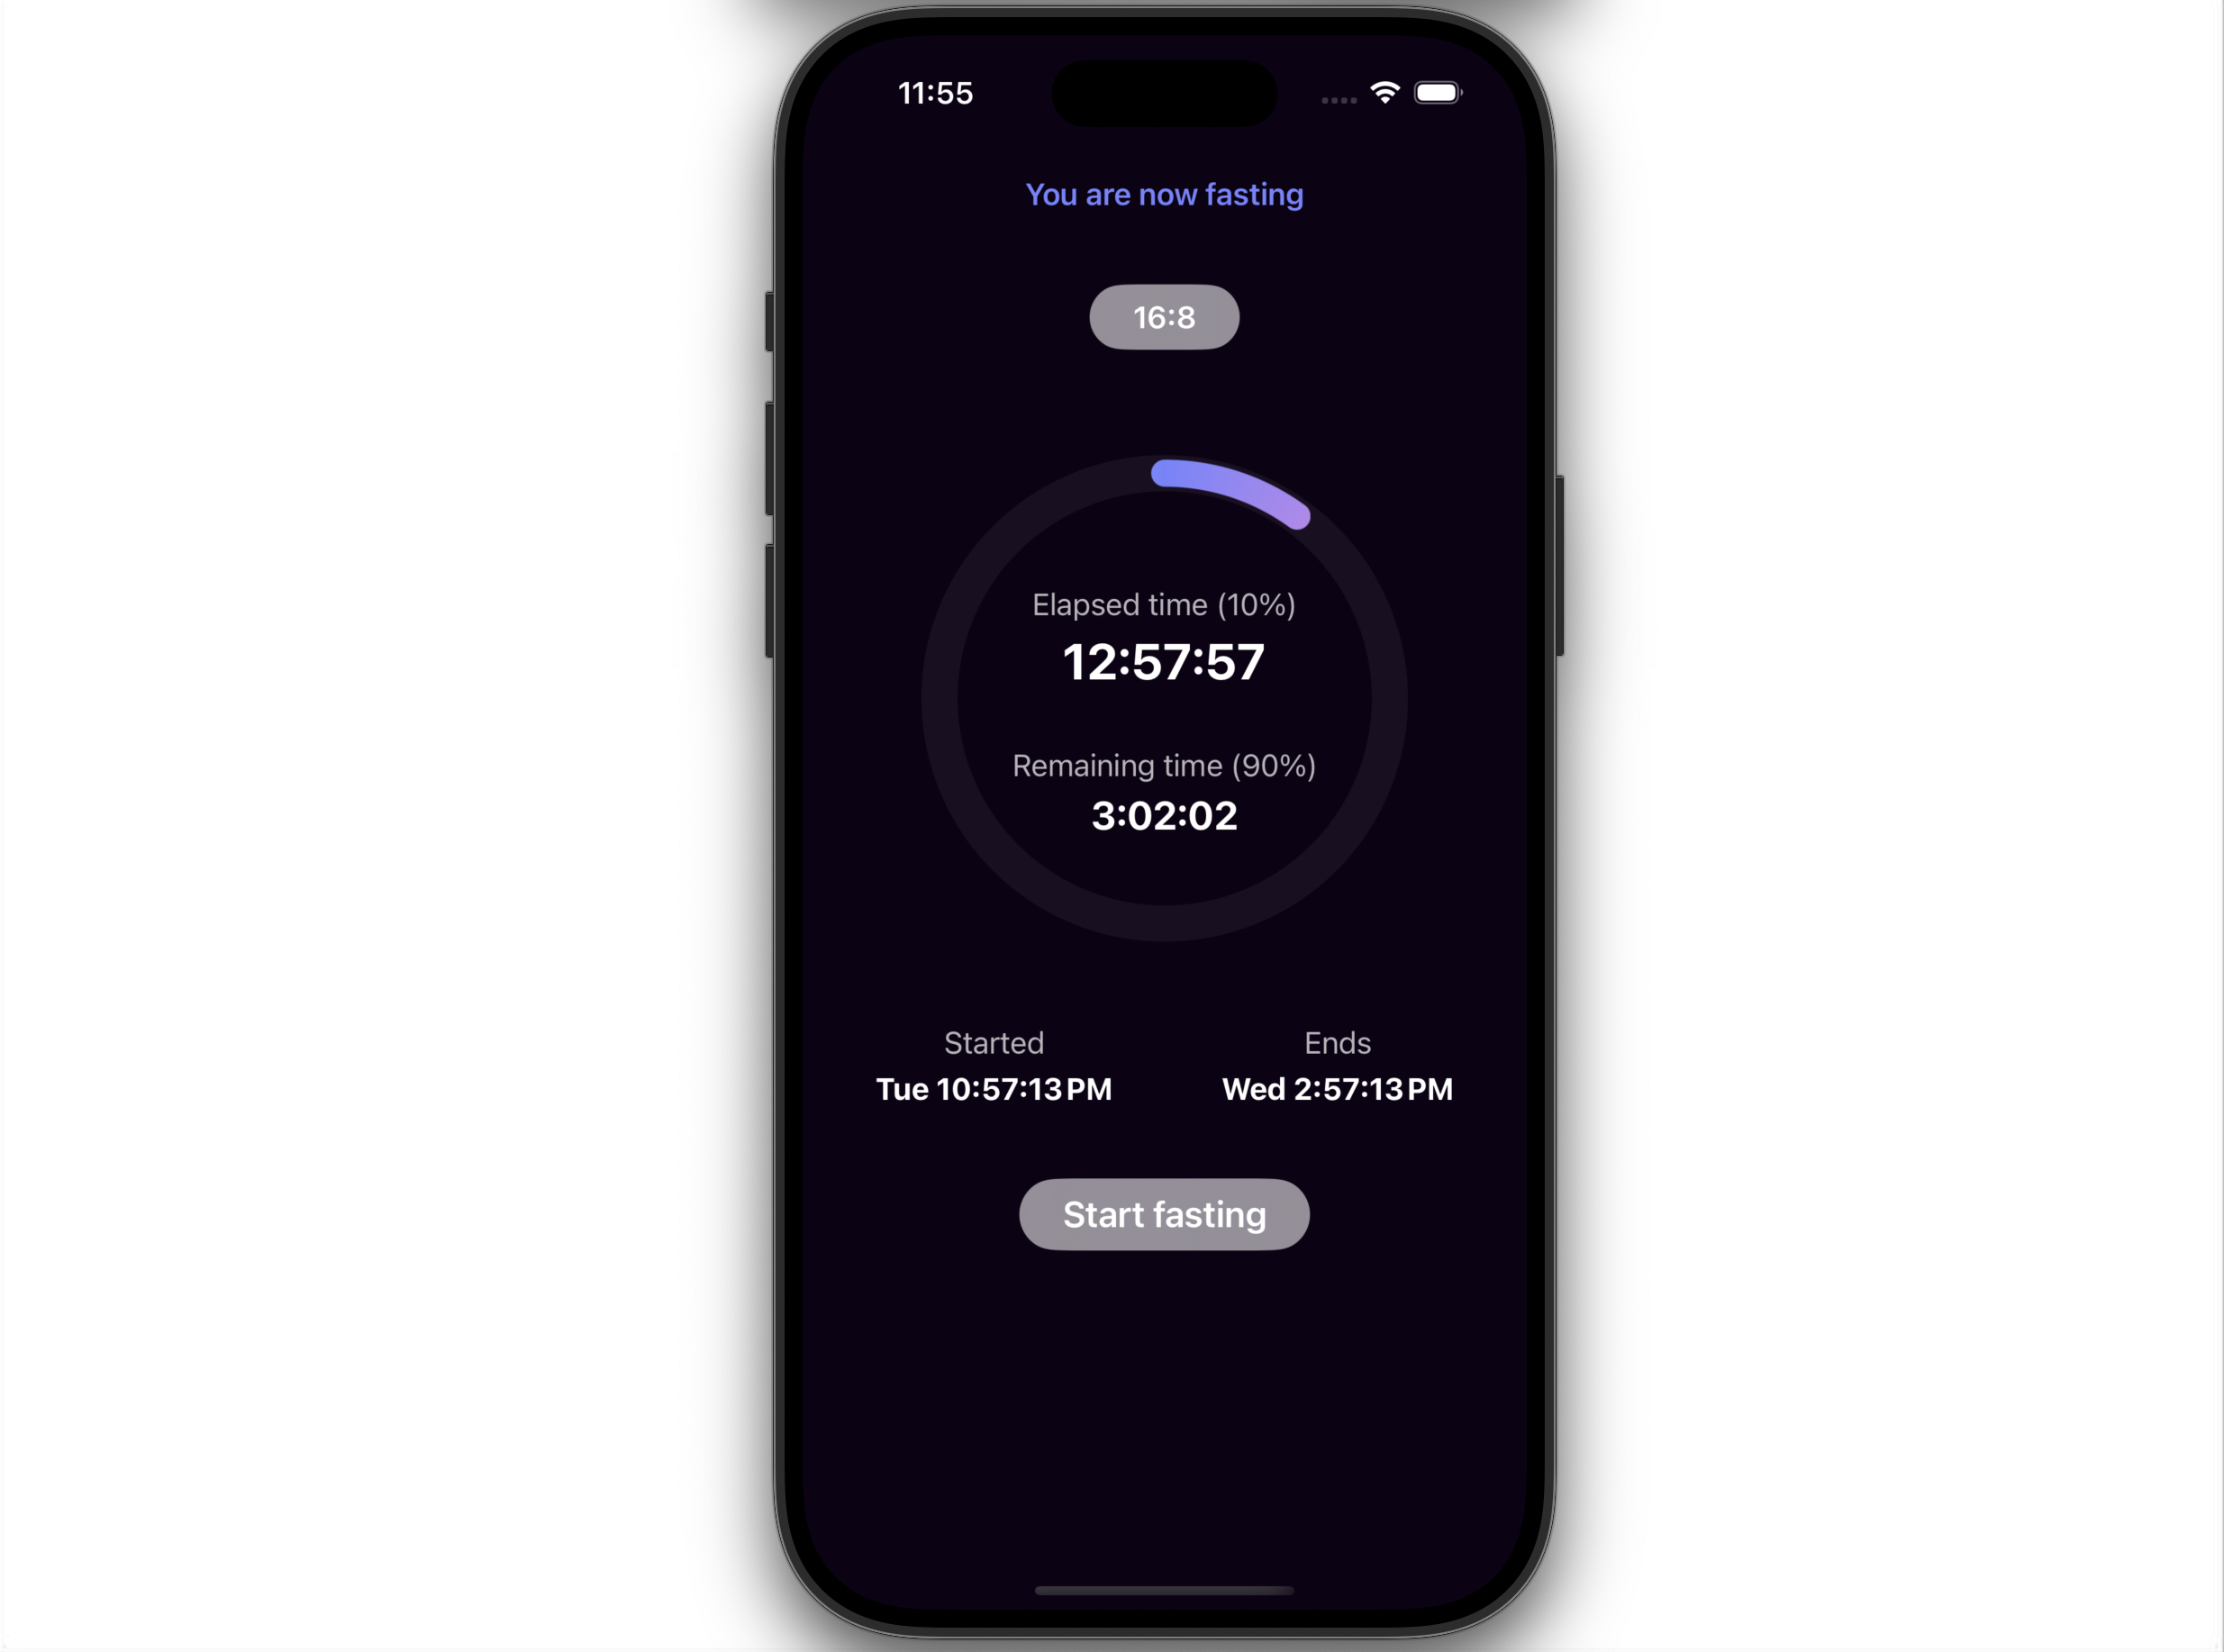 11:55
You are now fasting
16:8
Elapsed time (10%)
12:57:57
Remaining time (90%)
3:02:02
Started
Ends
Tue 10:57:13 PM
Wed 2:57:13 PM
Start fasting